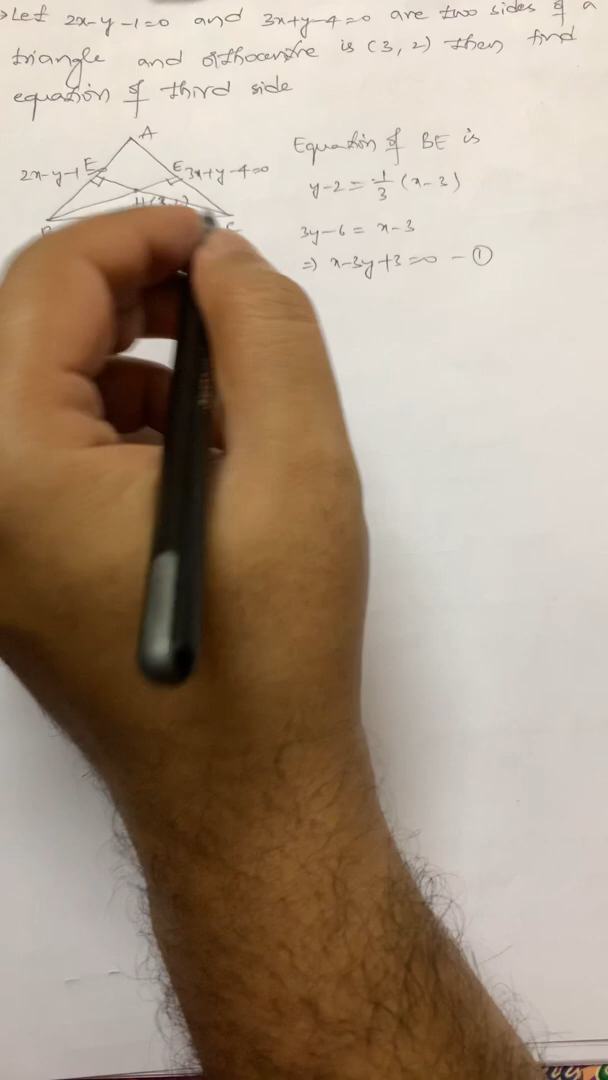 →Let 2x-y-1=0 and 3x+y-4=0 are two sides of a
triangle and orthocentre is (3, 2) then find
equation of third side
A
2x-y-1
E
E
3x+y-4=0
Equation of BE is
y-2=1/3 (x-3)
3y-6 = x-3
⇒ x-3y+3=0 - ①